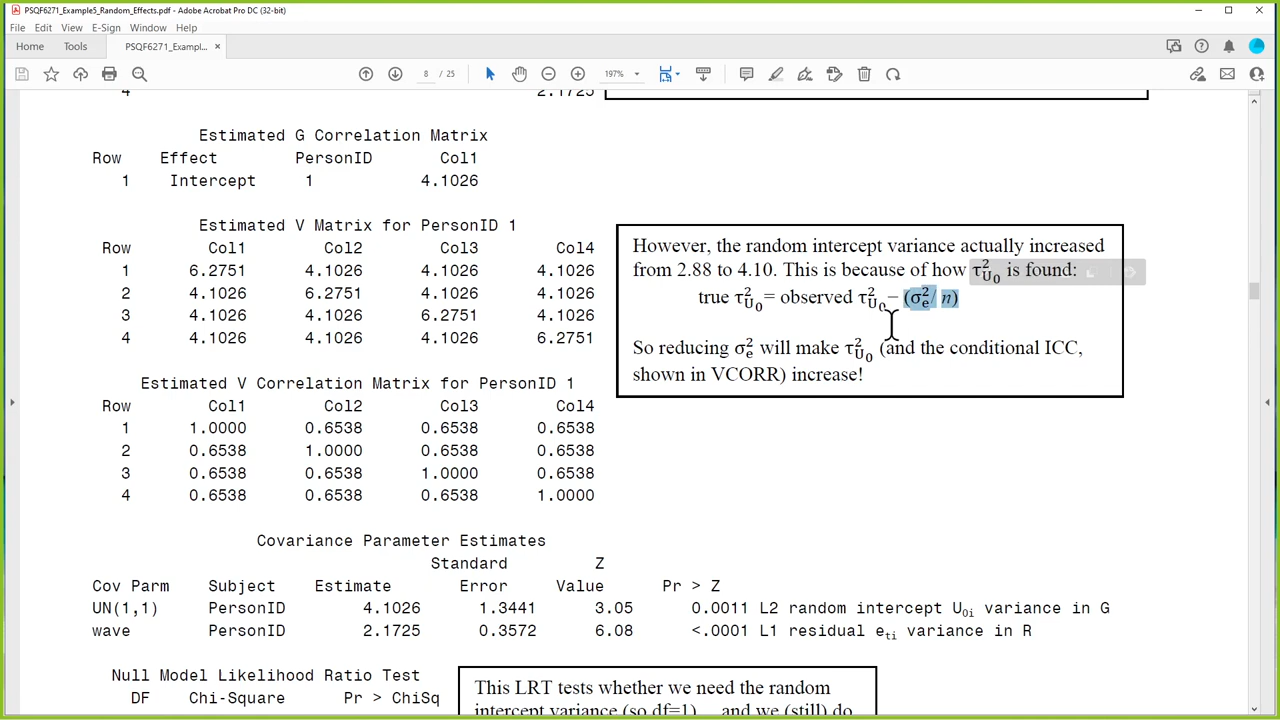 PSQF6271_Example5_Random_Effects.pdf - Adobe Acrobat Pro DC (32-bit)
File Edit View E-Sign Window Help
Home Tools PSQF6271_Exampl... ×
8 / 25 197%
4 2.1725
Estimated G Correlation Matrix
Row Effect PersonID Col1
1 Intercept 1 4.1026
Estimated V Matrix for PersonID 1
Row Col1 Col2 Col3 Col4
1 6.2751 4.1026 4.1026 4.1026
2 4.1026 6.2751 4.1026 4.1026
3 4.1026 4.1026 6.2751 4.1026
4 4.1026 4.1026 4.1026 6.2751
However, the random intercept variance actually increased
from 2.88 to 4.10. This is because of how τ²U₀ is found:
true τ²U₀= observed τ²U₀− (σ²e/ n)
So reducing σ²e will make τ²U₀ (and the conditional ICC,
shown in VCORR) increase!
Estimated V Correlation Matrix for PersonID 1
Row Col1 Col2 Col3 Col4
1 1.0000 0.6538 0.6538 0.6538
2 0.6538 1.0000 0.6538 0.6538
3 0.6538 0.6538 1.0000 0.6538
4 0.6538 0.6538 0.6538 1.0000
Covariance Parameter Estimates
Standard Z
Cov Parm Subject Estimate Error Value Pr > Z
UN(1,1) PersonID 4.1026 1.3441 3.05 0.0011 L2 random intercept U₀ᵢ variance in G
wave PersonID 2.1725 0.3572 6.08 <.0001 L1 residual eₜᵢ variance in R
Null Model Likelihood Ratio Test
DF Chi-Square Pr > ChiSq
This LRT tests whether we need the random
intercept variance (so df=1)... and we (still) do